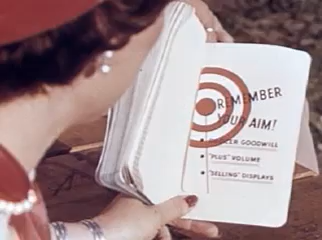 REMEMBER
YOUR AIM!
GOODWILL
• "PLUS" VOLUME
• "SELLING" DISPLAYS